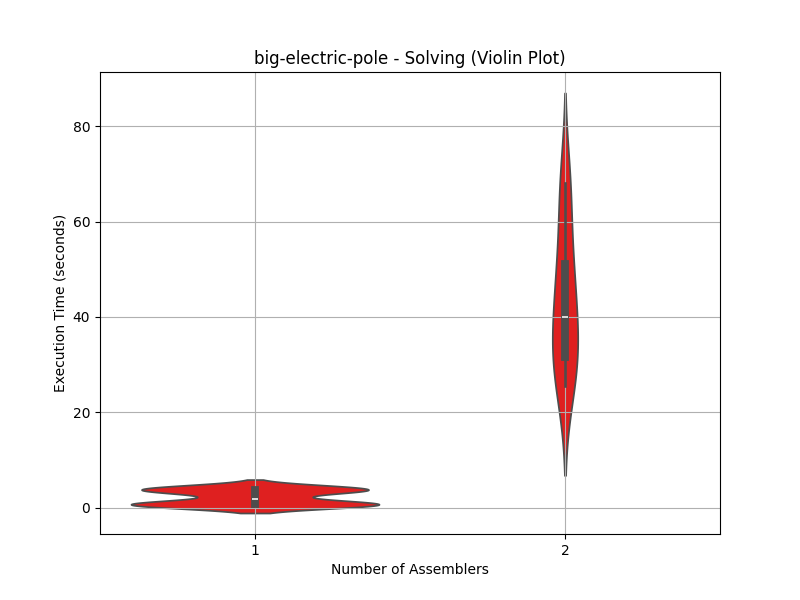 big-electric-pole - Solving (Violin Plot)
80
60
40
20
0
Execution Time (seconds)
1
2
Number of Assemblers